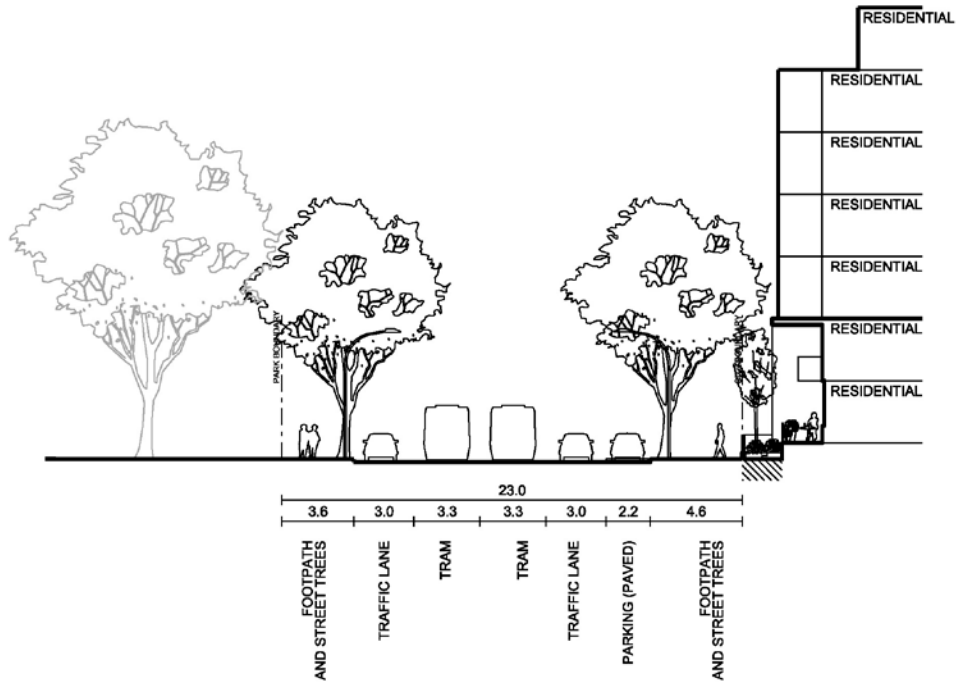 RESIDENTIAL
RESIDENTIAL
RESIDENTIAL
RESIDENTIAL
RESIDENTIAL
RESIDENTIAL
RESIDENTIAL
PARK BOUNDARY
23.0
3.6 3.0 3.3 3.3 3.0 2.2 4.6
FOOTPATH
AND STREET TREES
TRAFFIC LANE
TRAM
TRAM
TRAFFIC LANE
PARKING (PAVED)
FOOTPATH
AND STREET TREES